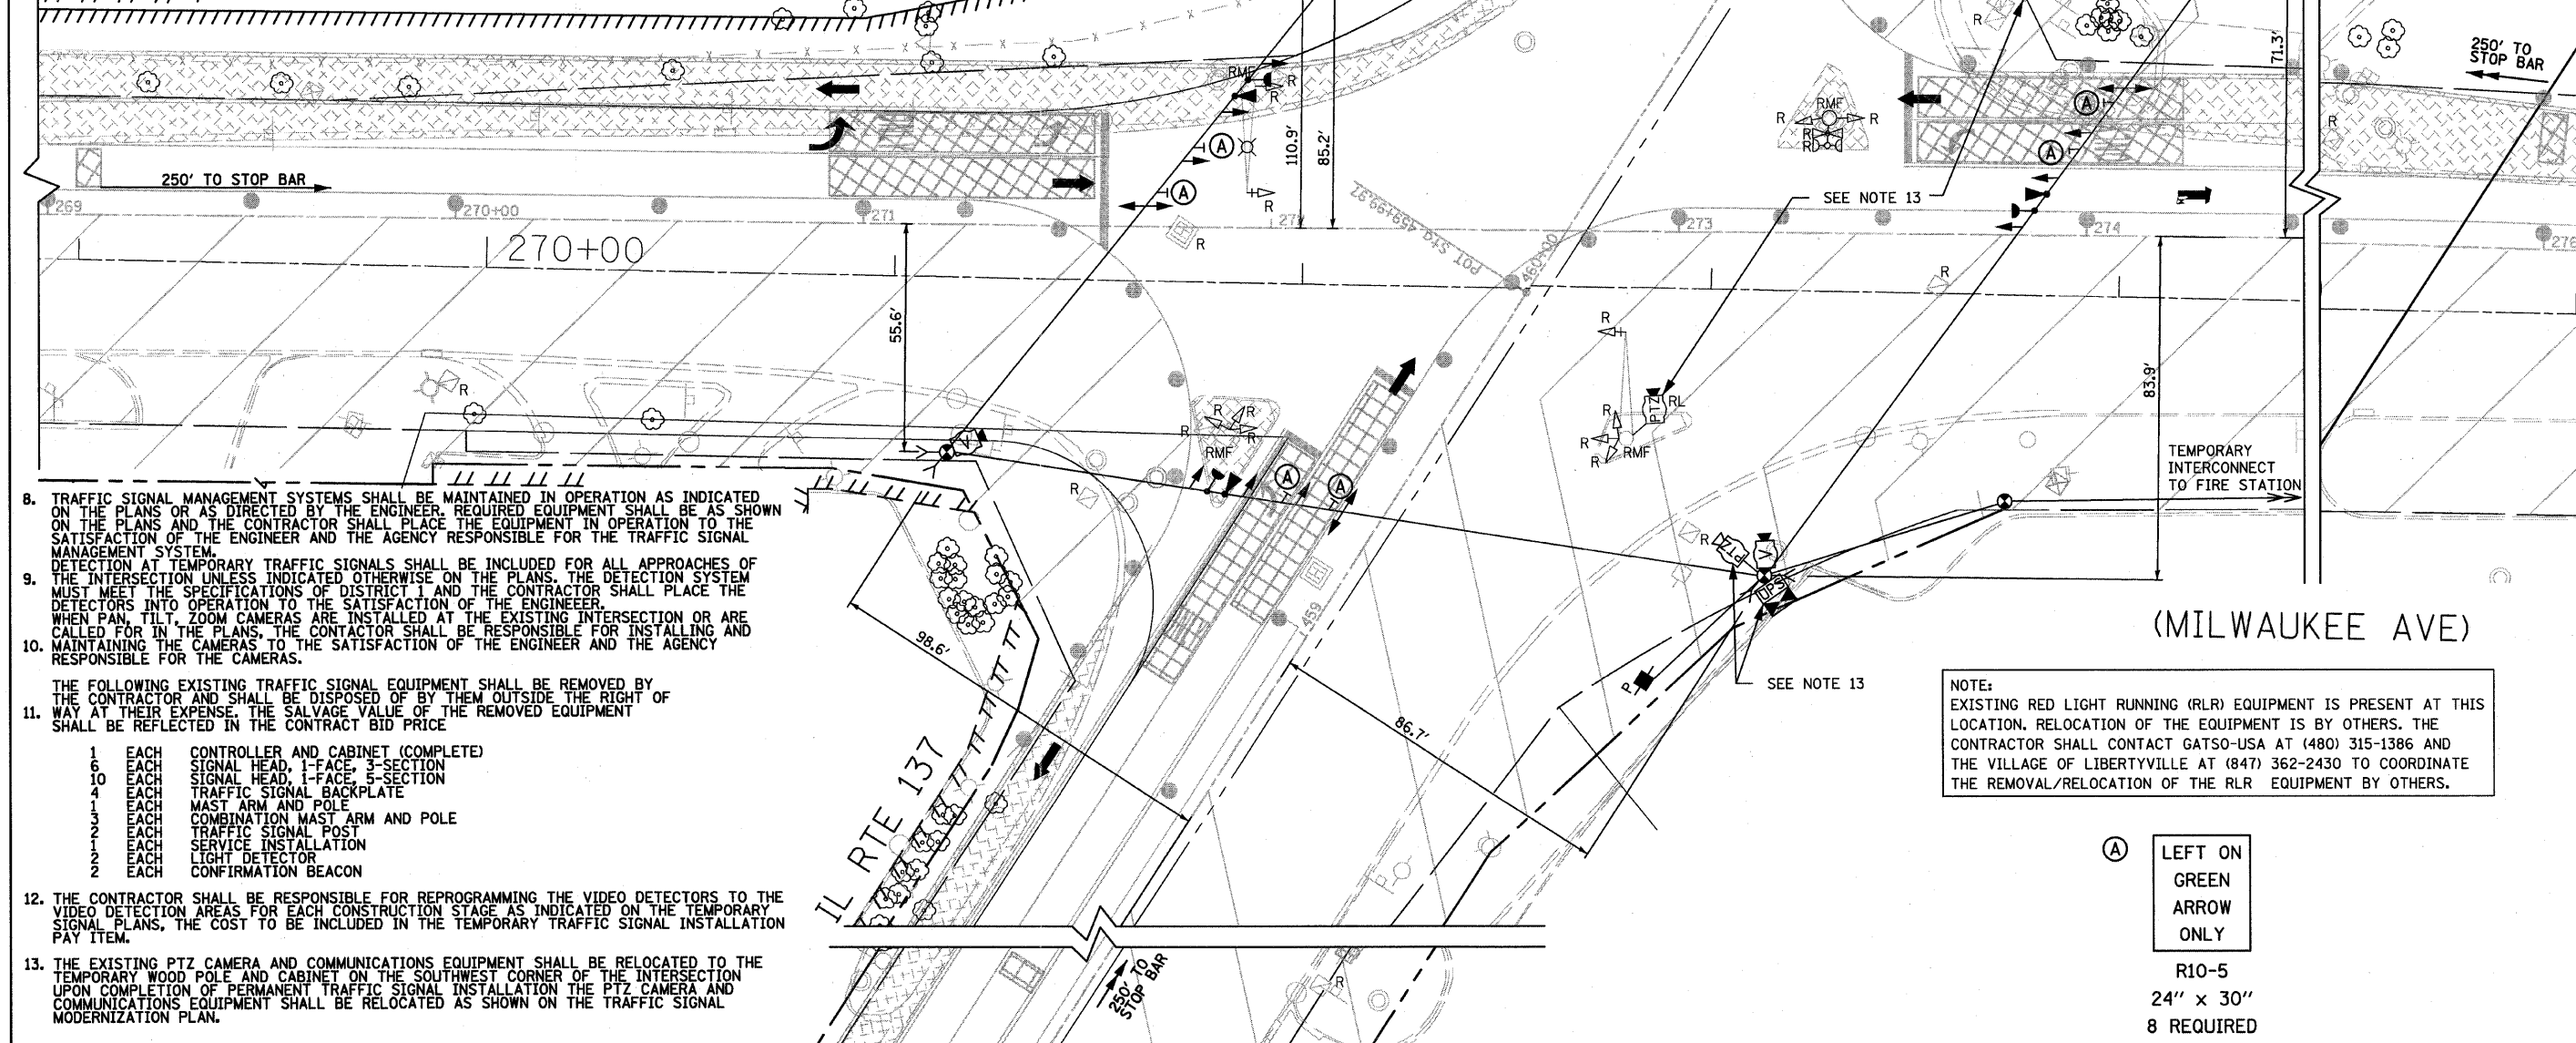 250' TO
STOP BAR
71.3'
RMF
R
R
A
110.9'
85.2'
RMF
R
R
R
R
A
A
250' TO STOP BAR
A
R
SEE NOTE 13
269
270+00
271
272
273
274
276
R
270+00
POT Sta 459+99.97
460+00
R
55.6'
83.9'
R
R
R
PTZ
RL
R
R
R
R
RMF
R
R
R
RMF
V
A
A
R
TEMPORARY
INTERCONNECT
TO FIRE STATION
R
PTZ
V
UPS
P
459
98.6'
86.7'
SEE NOTE 13
8. TRAFFIC SIGNAL MANAGEMENT SYSTEMS SHALL BE MAINTAINED IN OPERATION AS INDICATED
ON THE PLANS OR AS DIRECTED BY THE ENGINEER. REQUIRED EQUIPMENT SHALL BE AS SHOWN
ON THE PLANS AND THE CONTRACTOR SHALL PLACE THE EQUIPMENT IN OPERATION TO THE
SATISFACTION OF THE ENGINEER AND THE AGENCY RESPONSIBLE FOR THE TRAFFIC SIGNAL
MANAGEMENT SYSTEM.
DETECTION AT TEMPORARY TRAFFIC SIGNALS SHALL BE INCLUDED FOR ALL APPROACHES OF
9. THE INTERSECTION UNLESS INDICATED OTHERWISE ON THE PLANS. THE DETECTION SYSTEM
MUST MEET THE SPECIFICATIONS OF DISTRICT 1 AND THE CONTRACTOR SHALL PLACE THE
DETECTORS INTO OPERATION TO THE SATISFACTION OF THE ENGINEEER.
WHEN PAN, TILT, ZOOM CAMERAS ARE INSTALLED AT THE EXISTING INTERSECTION OR ARE
CALLED FOR IN THE PLANS, THE CONTACTOR SHALL BE RESPONSIBLE FOR INSTALLING AND
10. MAINTAINING THE CAMERAS TO THE SATISFACTION OF THE ENGINEER AND THE AGENCY
RESPONSIBLE FOR THE CAMERAS.
THE FOLLOWING EXISTING TRAFFIC SIGNAL EQUIPMENT SHALL BE REMOVED BY
THE CONTRACTOR AND SHALL BE DISPOSED OF BY THEM OUTSIDE THE RIGHT OF
11. WAY AT THEIR EXPENSE. THE SALVAGE VALUE OF THE REMOVED EQUIPMENT
SHALL BE REFLECTED IN THE CONTRACT BID PRICE
1 EACH CONTROLLER AND CABINET (COMPLETE)
6 EACH SIGNAL HEAD, 1-FACE, 3-SECTION
10 EACH SIGNAL HEAD, 1-FACE, 5-SECTION
4 EACH TRAFFIC SIGNAL BACKPLATE
1 EACH MAST ARM AND POLE
3 EACH COMBINATION MAST ARM AND POLE
2 EACH TRAFFIC SIGNAL POST
1 EACH SERVICE INSTALLATION
2 EACH LIGHT DETECTOR
2 EACH CONFIRMATION BEACON
12. THE CONTRACTOR SHALL BE RESPONSIBLE FOR REPROGRAMMING THE VIDEO DETECTORS TO THE
VIDEO DETECTION AREAS FOR EACH CONSTRUCTION STAGE AS INDICATED ON THE TEMPORARY
SIGNAL PLANS, THE COST TO BE INCLUDED IN THE TEMPORARY TRAFFIC SIGNAL INSTALLATION
PAY ITEM.
13. THE EXISTING PTZ CAMERA AND COMMUNICATIONS EQUIPMENT SHALL BE RELOCATED TO THE
TEMPORARY WOOD POLE AND CABINET ON THE SOUTHWEST CORNER OF THE INTERSECTION
UPON COMPLETION OF PERMANENT TRAFFIC SIGNAL INSTALLATION THE PTZ CAMERA AND
COMMUNICATIONS EQUIPMENT SHALL BE RELOCATED AS SHOWN ON THE TRAFFIC SIGNAL
MODERNIZATION PLAN.
IL RTE 137
250' TO
STOP BAR
R
(MILWAUKEE AVE)
NOTE:
EXISTING RED LIGHT RUNNING (RLR) EQUIPMENT IS PRESENT AT THIS
LOCATION. RELOCATION OF THE EQUIPMENT IS BY OTHERS. THE
CONTRACTOR SHALL CONTACT GATSO-USA AT (480) 315-1386 AND
THE VILLAGE OF LIBERTYVILLE AT (847) 362-2430 TO COORDINATE
THE REMOVAL/RELOCATION OF THE RLR EQUIPMENT BY OTHERS.
A
LEFT ON
GREEN
ARROW
ONLY
R10-5
24" x 30"
8 REQUIRED